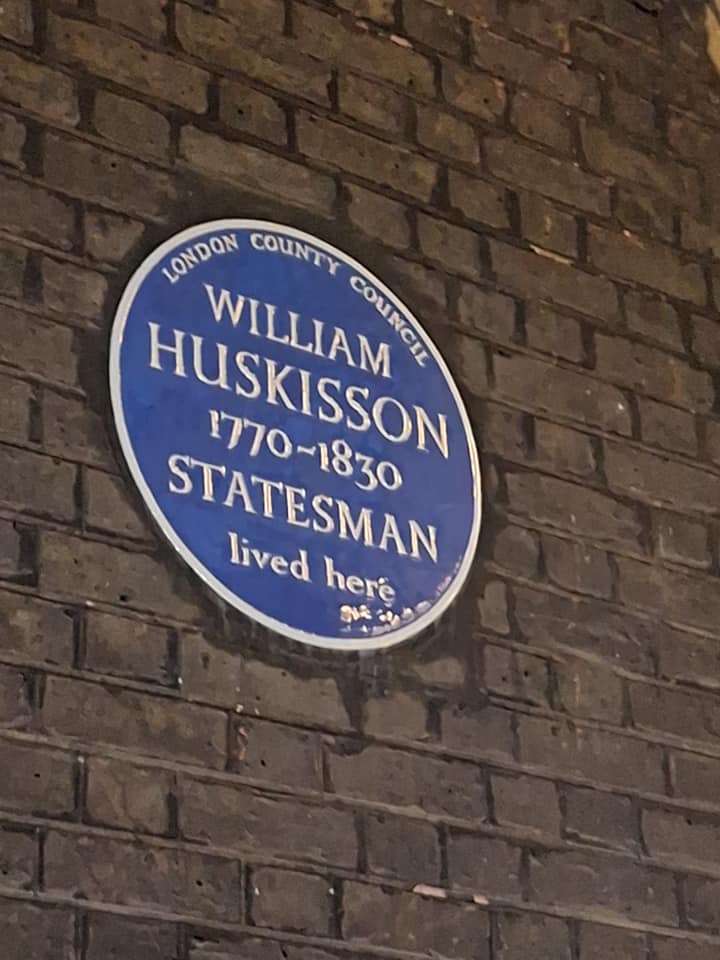 LONDON COUNTY COUNCIL
WILLIAM
HUSKISSON
1770~1830
STATESMAN
lived here